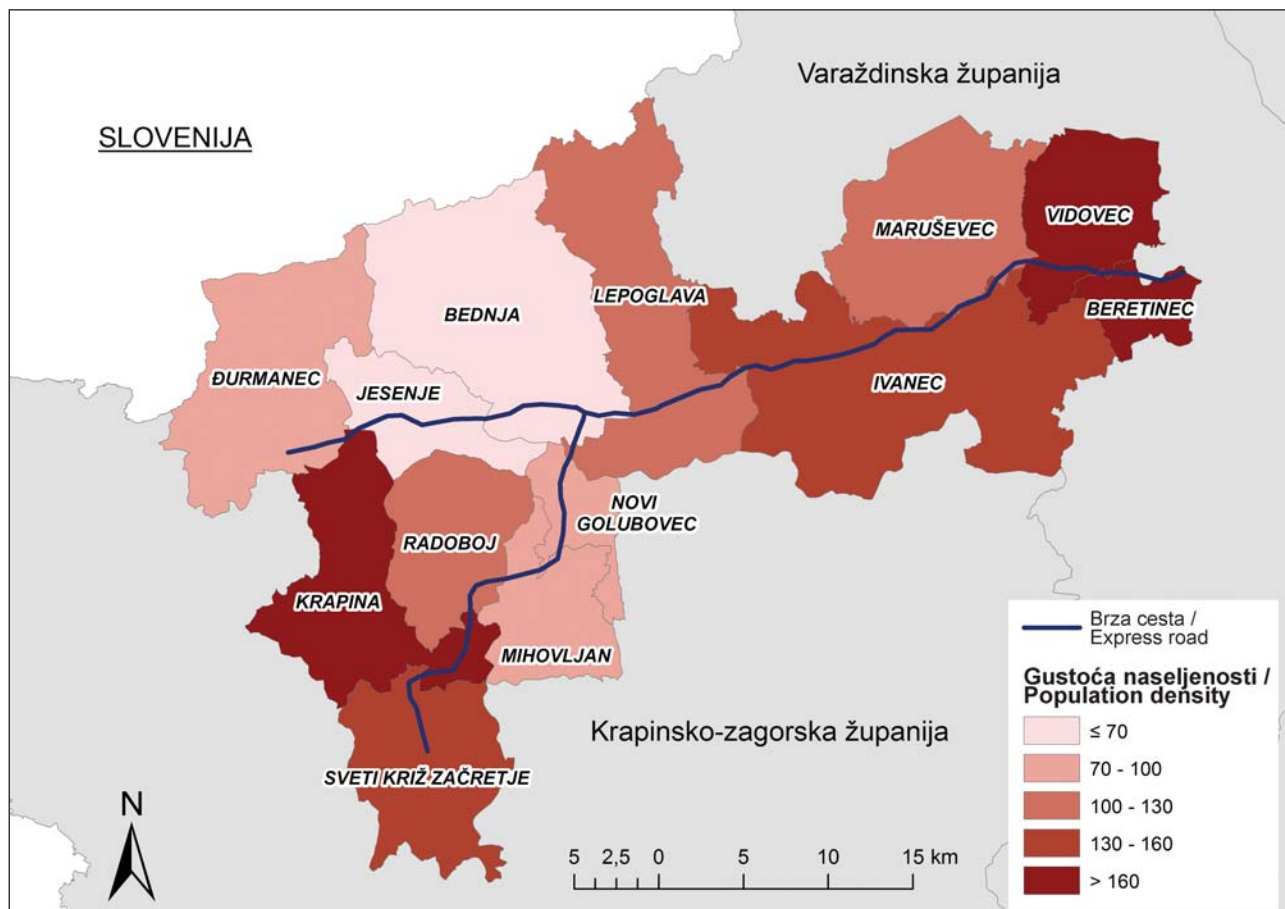 Varaždinska županija
SLOVENIJA
MARUŠEVEC
VIDOVEC
LEPOGLAVA
BEDNJA
BERETINEC
ĐURMANEC
JESENJE
IVANEC
NOVI
GOLUBOVEC
RADOBOJ
KRAPINA
MIHOVLJAN
Krapinsko-zagorska županija
SVETI KRIŽ ZAČRETJE
N
5 2,5 0 5 10 15 km
Brza cesta /
Express road
Gustoća naseljenosti /
Population density
≤ 70
70 - 100
100 - 130
130 - 160
> 160